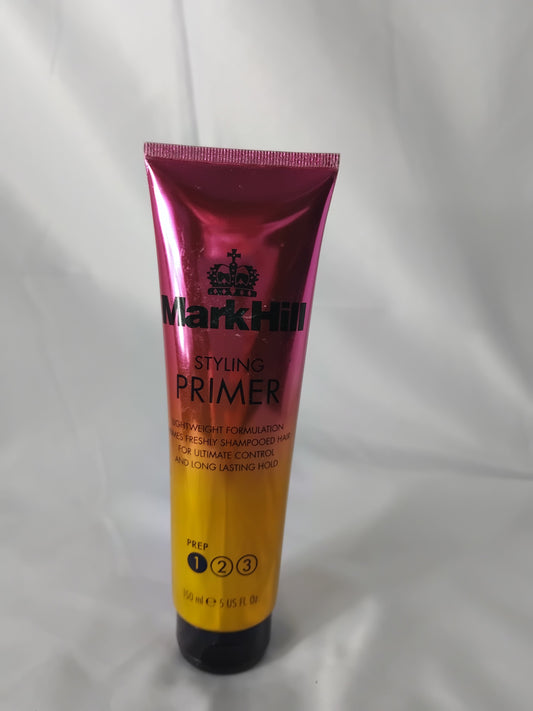 MarkHill
STYLING
PRIMER
LIGHTWEIGHT FORMULATION
TAMES FRESHLY SHAMPOOED HAIR
FOR ULTIMATE CONTROL
AND LONG LASTING HOLD
PREP
1 2 3
150 ml ℮ 5 US FL Oz